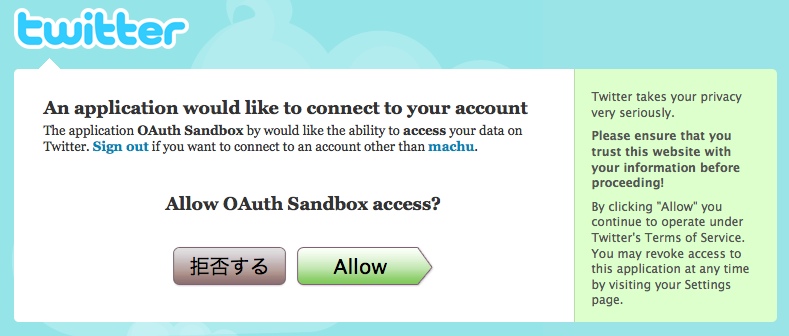 twitter
An application would like to connect to your account
The application OAuth Sandbox by would like the ability to access your data on
Twitter. Sign out if you want to connect to an account other than machu.
Allow OAuth Sandbox access?
拒否する
Allow
Twitter takes your privacy
very seriously.
Please ensure that you
trust this website with
your information before
proceeding!
By clicking "Allow" you
continue to operate under
Twitter's Terms of Service.
You may revoke access to
this application at any time
by visiting your Settings
page.